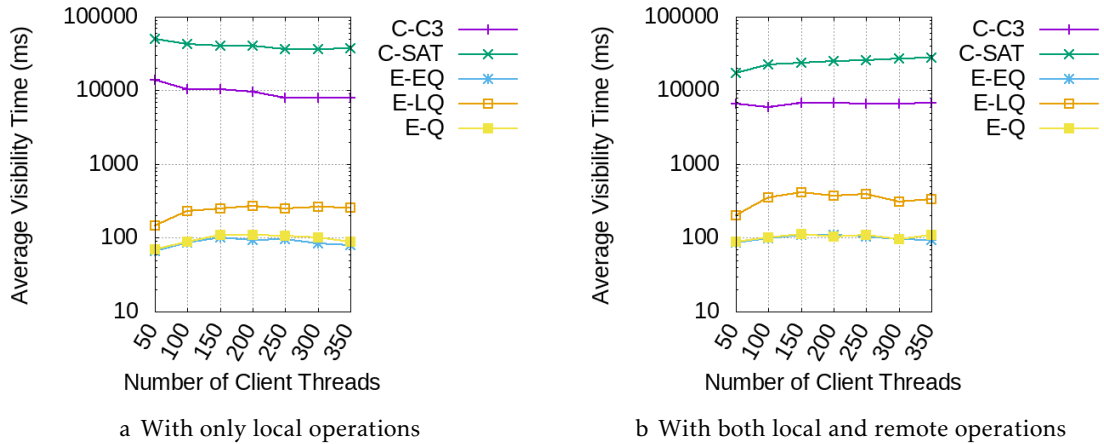 Average Visibility Time (ms)
100000
10000
1000
100
10
50
100
150
200
250
300
350
Number of Client Threads
C-C3
C-SAT
E-EQ
E-LQ
E-Q
a With only local operations
Average Visibility Time (ms)
100000
10000
1000
100
10
50
100
150
200
250
300
350
Number of Client Threads
C-C3
C-SAT
E-EQ
E-LQ
E-Q
b With both local and remote operations